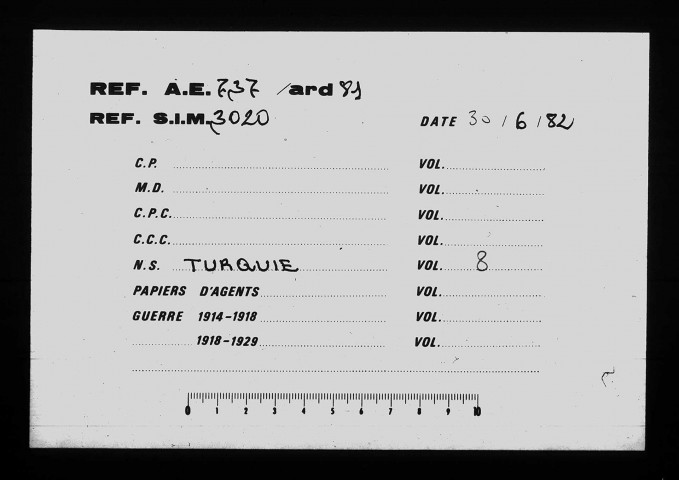 REF. A.E. 737 /ard 81
REF. S.I.M. 3020 DATE 30 / 6 / 82
C.P. VOL.
M.D. VOL.
C.P.C. VOL.
C.C.C. VOL.
N.S. TURQUIE VOL. 8
PAPIERS D'AGENTS VOL.
GUERRE 1914-1918 VOL.
1918-1929 VOL.
0 1 2 3 4 5 6 7 8 9 10